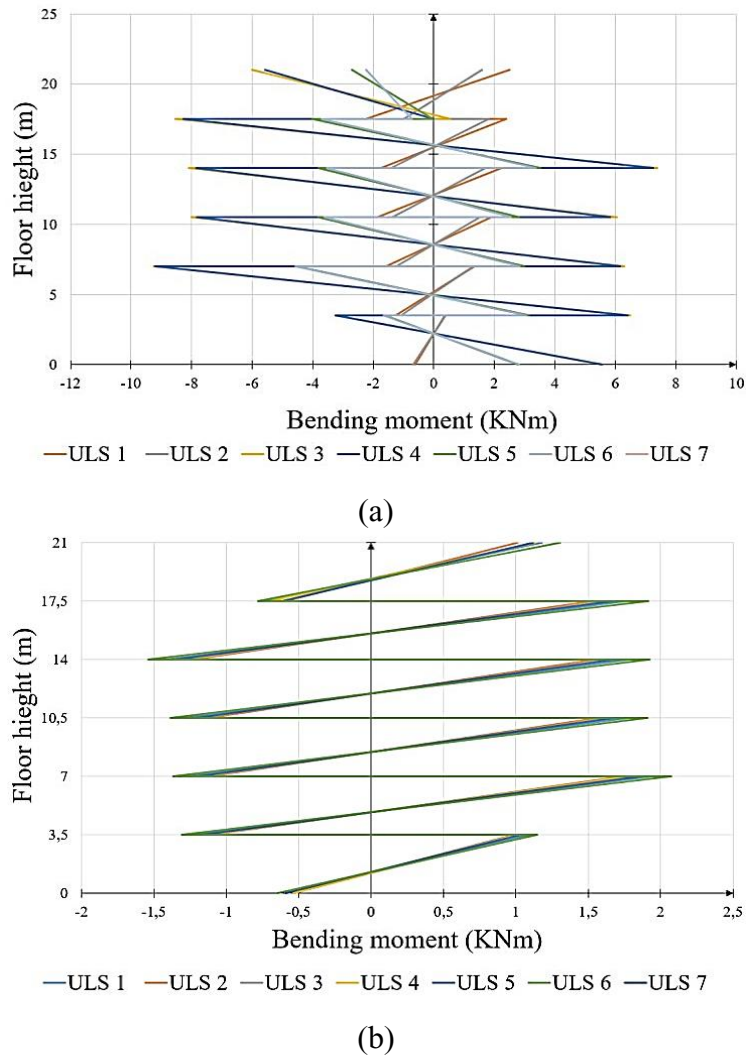 25
20
15
10
5
0
Floor hieght (m)
-12 -10 -8 -6 -4 -2 0 2 4 6 8 10
Bending moment (KNm)
ULS 1 ULS 2 ULS 3 ULS 4 ULS 5 ULS 6 ULS 7
(a)
21
17,5
14
10,5
7
3,5
0
Floor hieght (m)
-2 -1,5 -1 -0,5 0 0,5 1 1,5 2 2,5
Bending moment (KNm)
ULS 1 ULS 2 ULS 3 ULS 4 ULS 5 ULS 6 ULS 7
(b)